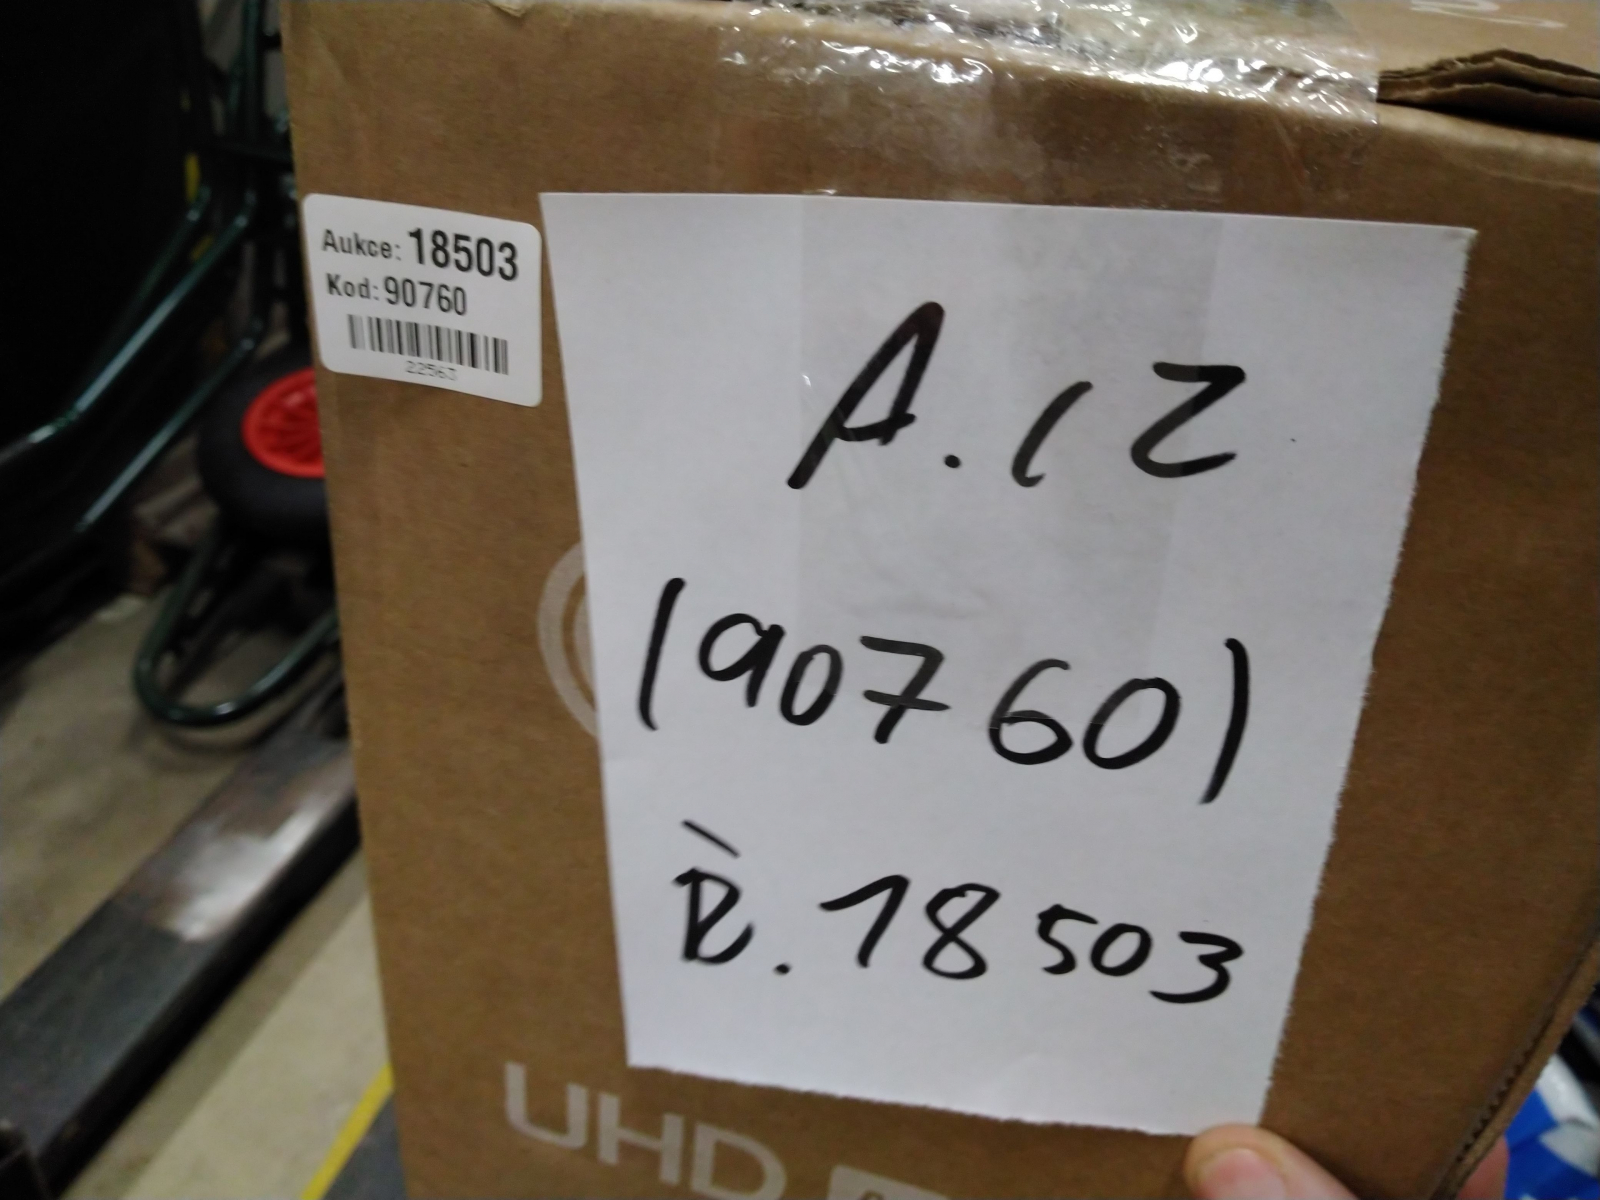 Aukce: 18503
Kod: 90760
22563
A.12
(90760)
B.18503
UHD